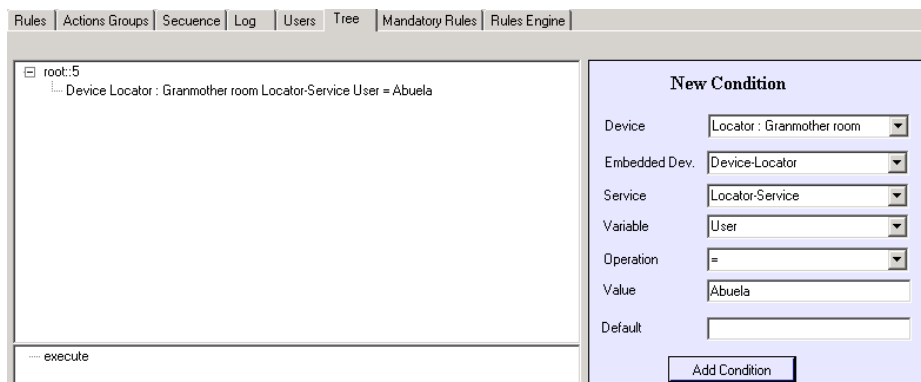 Rules Actions Groups Secuence Log Users Tree Mandatory Rules Rules Engine
root::5
Device Locator : Granmother room Locator-Service User = Abuela
execute
New Condition
Device Locator : Granmother room
Embedded Dev. Device-Locator
Service Locator-Service
Variable User
Operation =
Value Abuela
Default
Add Condition